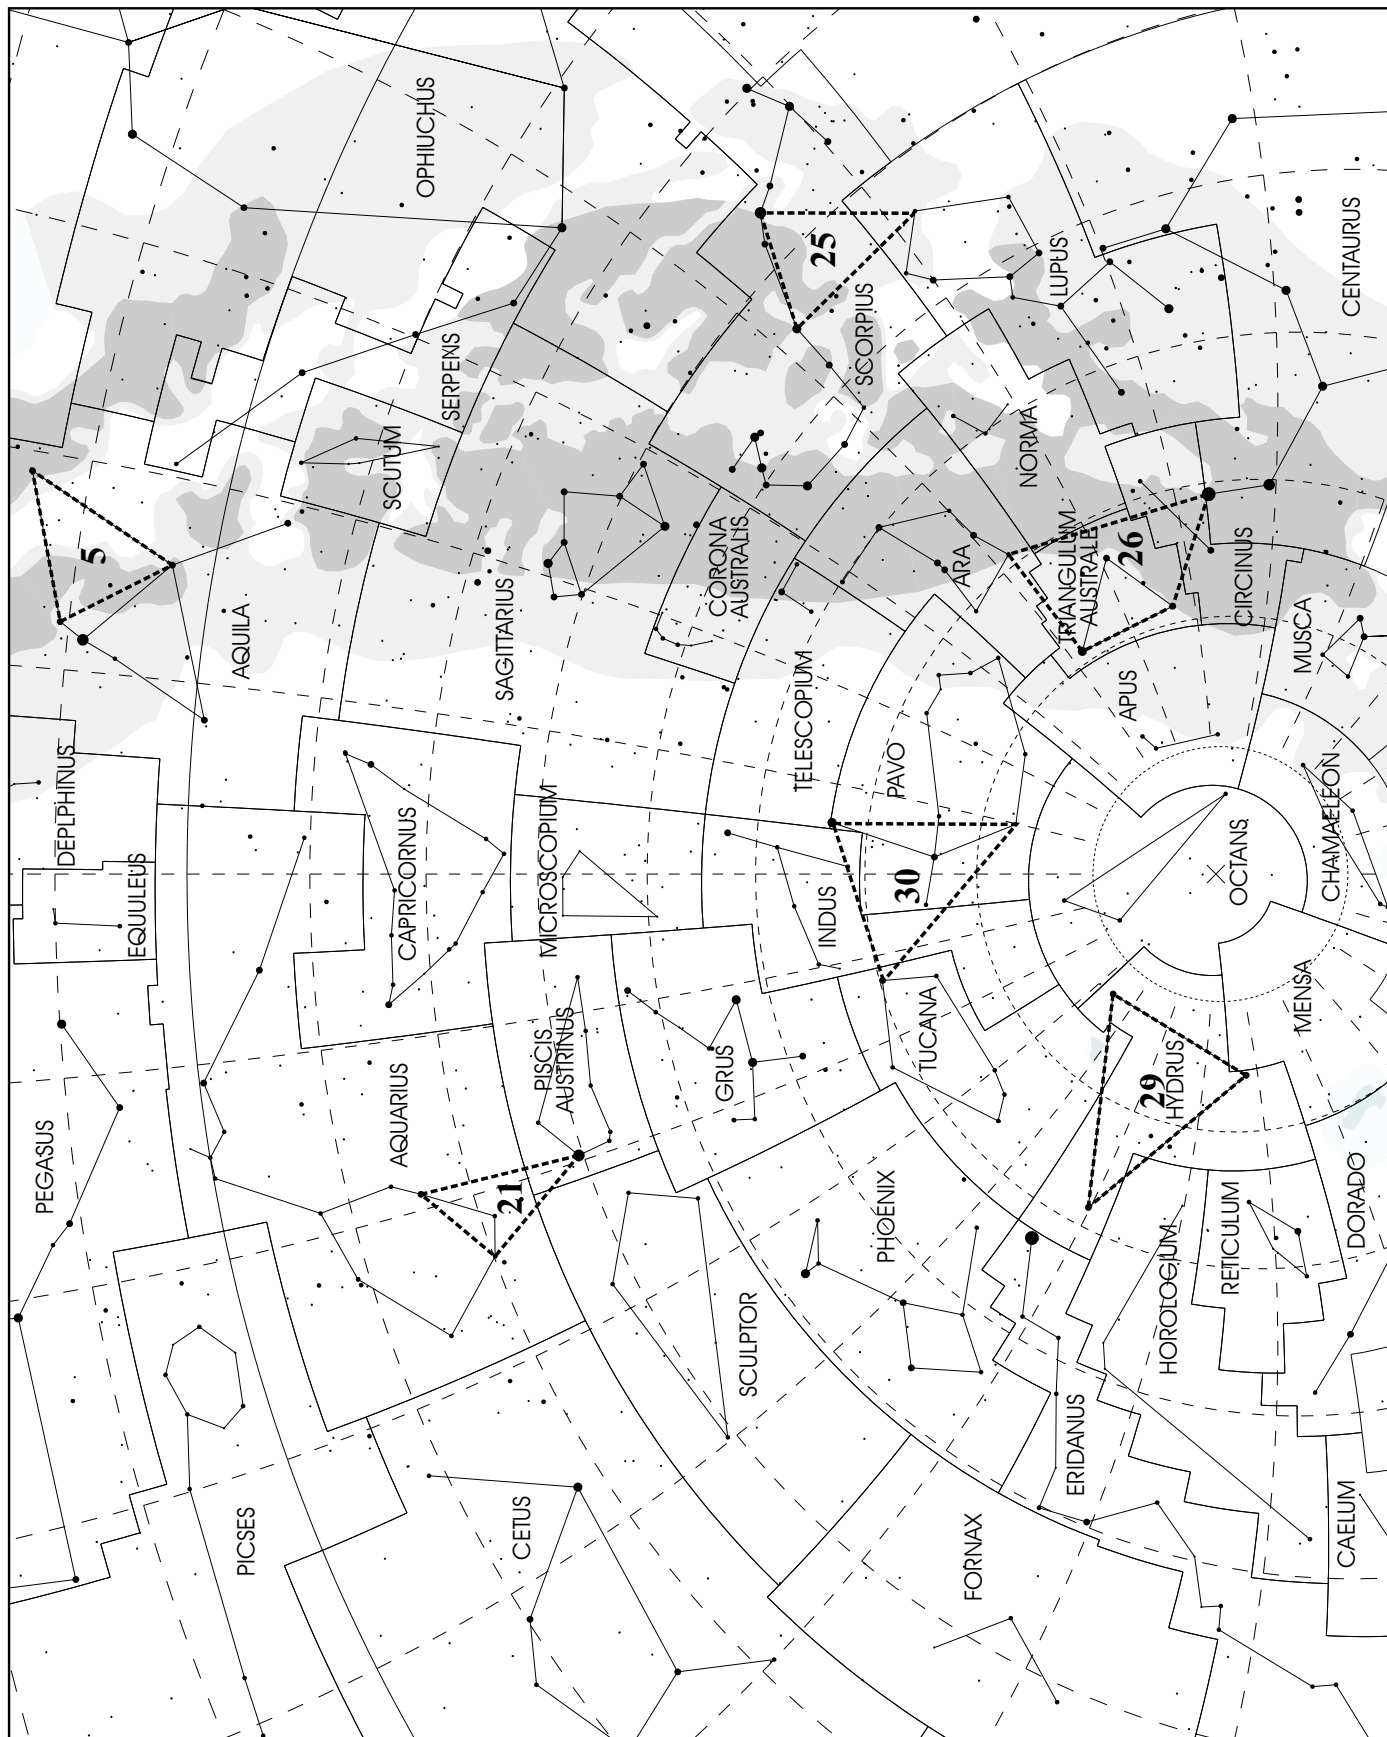 OPHIUCHUS
SERPENS
SCUTUM
5
AQUILA
SAGITTARIUS
CORONA
AUSTRALIS
25
SCORPIUS
LUPUS
CENTAURUS
NORMA
ARA
TRIANGULUM
AUSTRALE
26
CIRCINUS
MUSCA
APUS
TELESCOPIUM
PAVO
30
DEPLPHINUS
EQUULEUS
CAPRICORNUS
MICROSCOPIUM
INDUS
OCTANS
CHAMAELEON
MENSA
PEGASUS
AQUARIUS
PISCIS
AUSTRINUS
21
GRUS
TUCANA
29
HYDRUS
PHOENIX
SCULPTOR
HOROLOGIUM
RETICULUM
DORADO
PICSES
CETUS
FORNAX
ERIDANUS
CAELUM